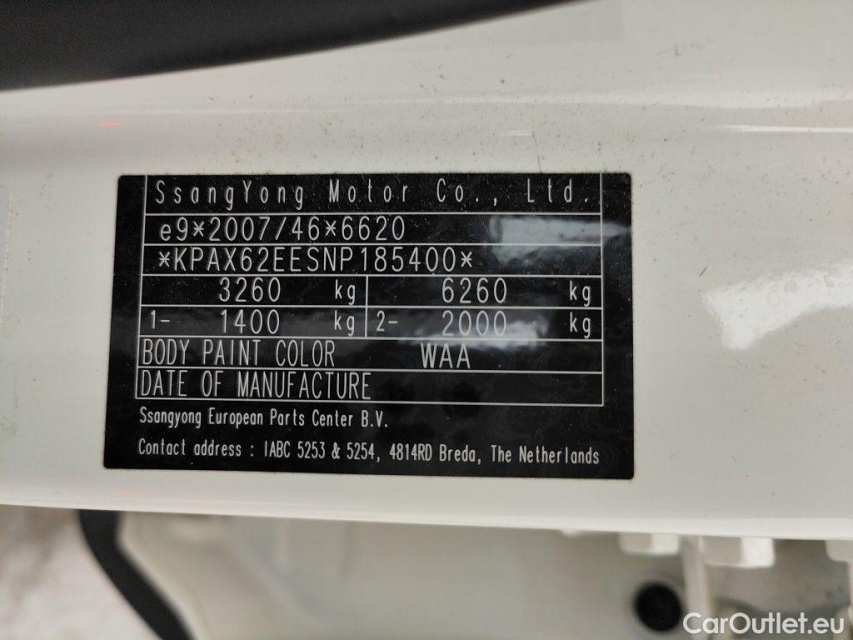 SsangYong Motor Co., Ltd.
e9*2007/46*6620
*KPAX62EESNP185400*
3260 kg 6260 kg
1- 1400 kg 2- 2000 kg
BODY PAINT COLOR WAA
DATE OF MANUFACTURE
Ssangyong European Parts Center B.V.
Contact address : IABC 5253 & 5254, 4814RD Breda, The Netherlands
CarOutlet.eu